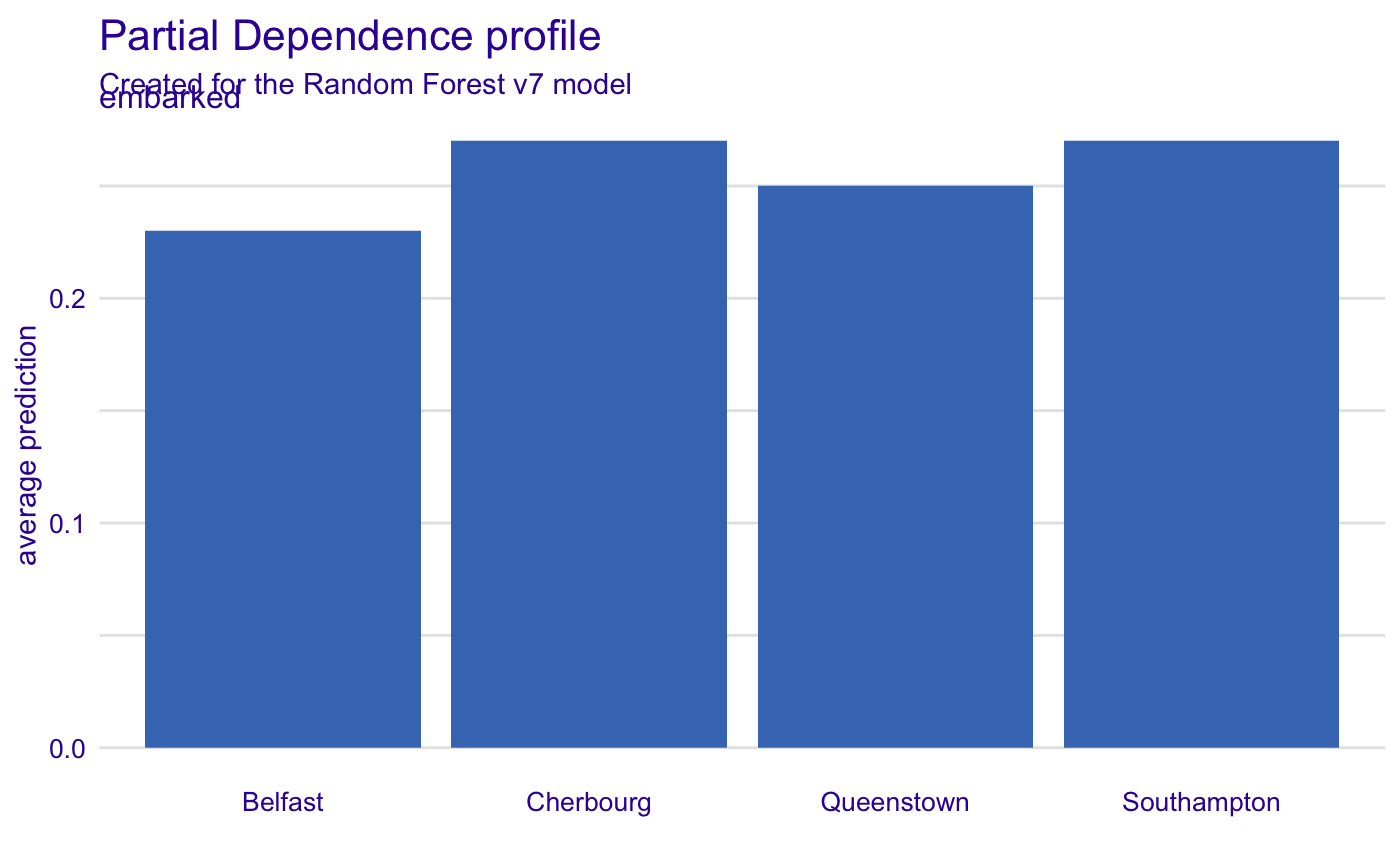 Partial Dependence profile
Created for the Random Forest v7 model
embarked
average prediction
0.2
0.1
0.0
Belfast
Cherbourg
Queenstown
Southampton